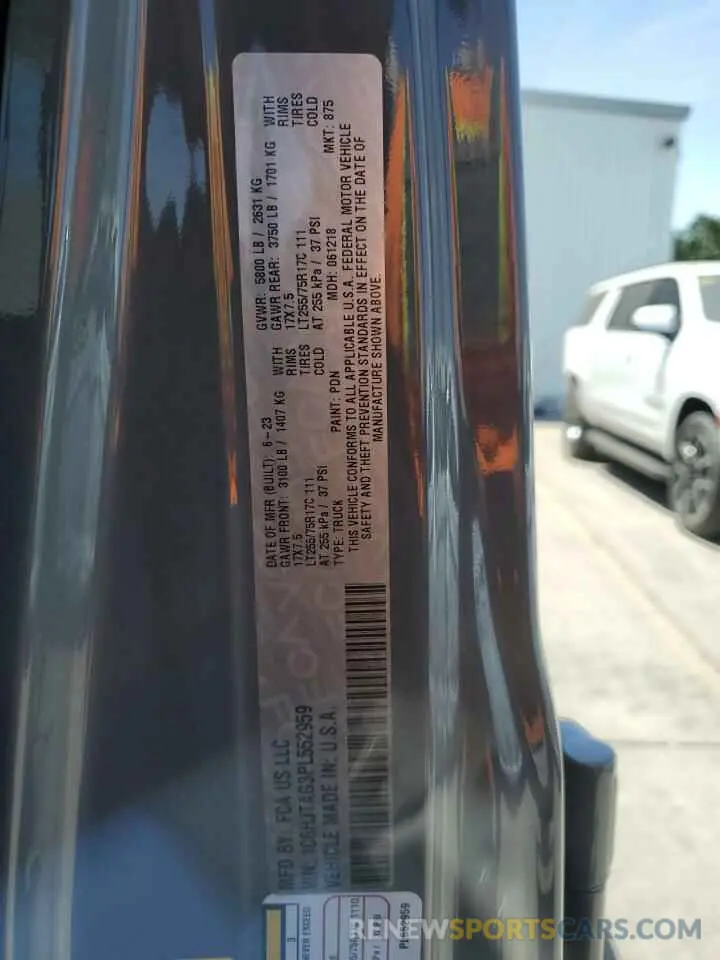 MFD BY: FCA US LLC
DATE OF MFR (BUILT): 6-23
GVWR: 5800 LB / 2631 KG
GAWR FRONT: 3100 LB / 1407 KG WITH
GAWR REAR: 3750 LB / 1701 KG WITH
17X7.5 RIMS
17X7.5 RIMS
LT255/75R17C 111 TIRES
LT255/75R17C 111 TIRES
AT 255 kPa / 37 PSI COLD
AT 255 kPa / 37 PSI COLD
TYPE: TRUCK PAINT: PDN MDH: 061218 MKT: 875
THIS VEHICLE CONFORMS TO ALL APPLICABLE U.S.A. FEDERAL MOTOR VEHICLE
SAFETY AND THEFT PREVENTION STANDARDS IN EFFECT ON THE DATE OF
MANUFACTURE SHOWN ABOVE.
VIN: 1C6HJTAG3PL552959
VEHICLE MADE IN: U.S.A.
3
NEVER EXCEED
PL552959
RENEWSPORTSCARS.COM